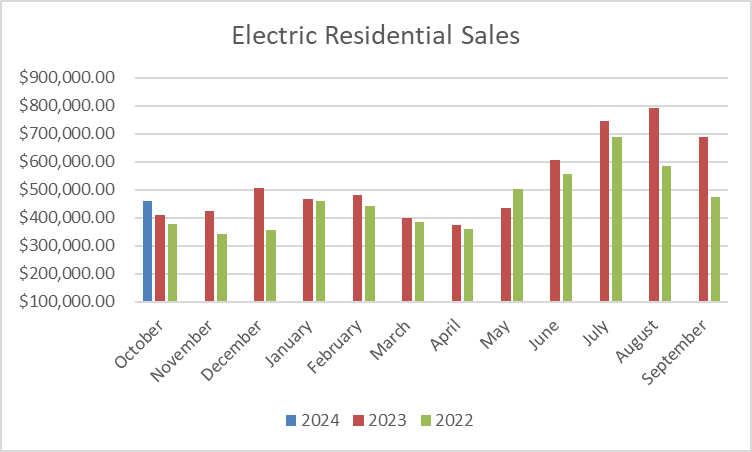 Electric Residential Sales
$900,000.00
$800,000.00
$700,000.00
$600,000.00
$500,000.00
$400,000.00
$300,000.00
$200,000.00
$100,000.00
October
November
December
January
February
March
April
May
June
July
August
September
2024 2023 2022